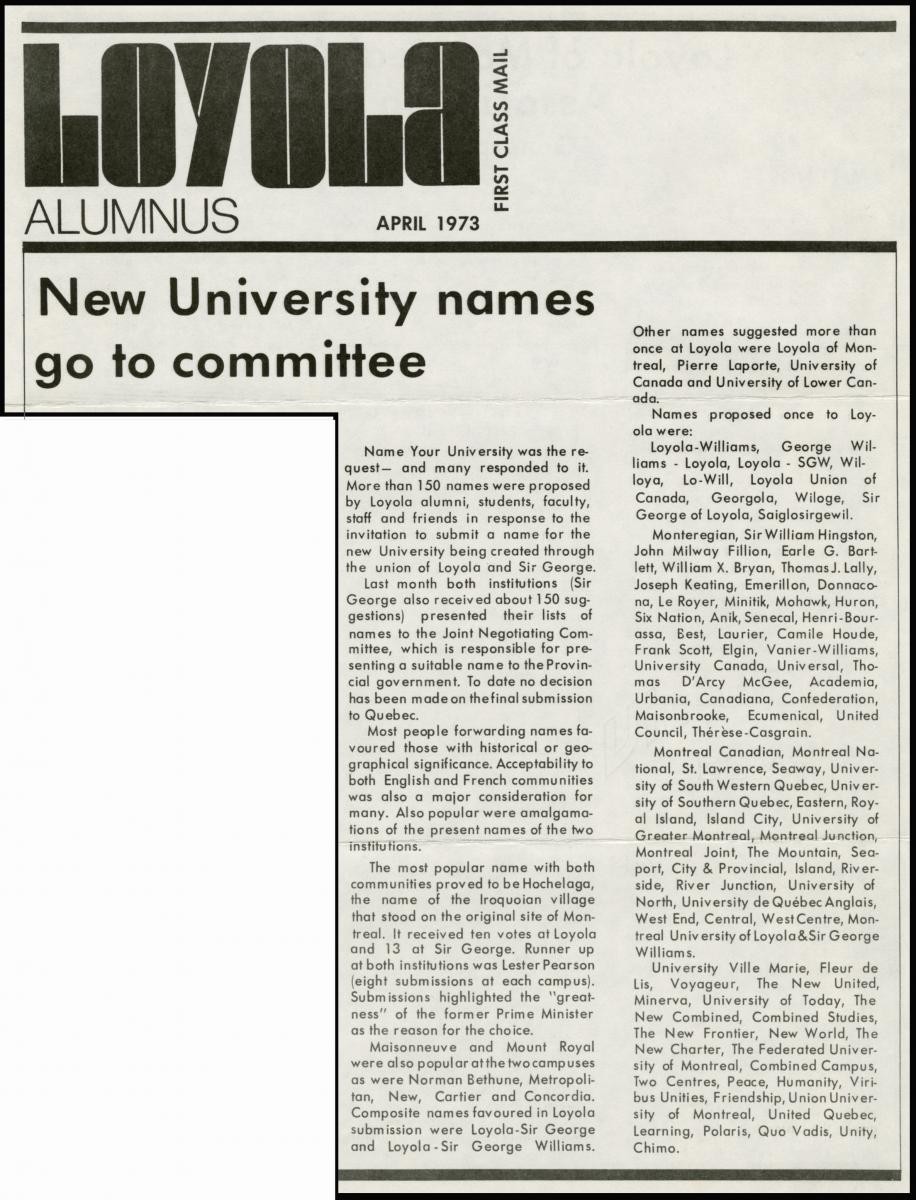 LOYOLA
ALUMNUS
APRIL 1973
FIRST CLASS MAIL
New University names
go to committee
Name Your University was the re-
quest— and many responded to it.
More than 150 names were proposed
by Loyola alumni, students, faculty,
staff and friends in response to the
invitation to submit a name for the
new University being created through
the union of Loyola and Sir George.
Last month both institutions (Sir
George also received about 150 sug-
gestions) presented their lists of
names to the Joint Negotiating Com-
mittee, which is responsible for pre-
senting a suitable name to the Provin-
cial government. To date no decision
has been made on the final submission
to Quebec.
Most people forwarding names fa-
voured those with historical or geo-
graphical significance. Acceptability to
both English and French communities
was also a major consideration for
many. Also popular were amalgama-
tions of the present names of the two
institutions.
The most popular name with both
communities proved to be Hochelaga,
the name of the Iroquoian village
that stood on the original site of Mon-
treal. It received ten votes at Loyola
and 13 at Sir George. Runner up
at both institutions was Lester Pearson
(eight submissions at each campus).
Submissions highlighted the "great-
ness" of the former Prime Minister
as the reason for the choice.
Maisonneuve and Mount Royal
were also popular at the two campuses
as were Norman Bethune, Metropoli-
tan, New, Cartier and Concordia.
Composite names favoured in Loyola
submission were Loyola-Sir George
and Loyola - Sir George Williams.
Other names suggested more than
once at Loyola were Loyola of Mon-
treal, Pierre Laporte, University of
Canada and University of Lower Can-
ada.
Names proposed once to Loy-
ola were:
Loyola-Williams, George Wil-
liams - Loyola, Loyola - SGW, Wil-
loya, Lo-Will, Loyola Union of
Canada, Georgola, Wiloge, Sir
George of Loyola, Saiglosirgewil.
Monteregian, Sir William Hingston,
John Milway Fillion, Earle G. Bart-
lett, William X. Bryan, Thomas J. Lally,
Joseph Keating, Emerillon, Donnaco-
na, Le Royer, Minitik, Mohawk, Huron,
Six Nation, Anik, Senecal, Henri-Bour-
assa, Best, Laurier, Camile Houde,
Frank Scott, Elgin, Vanier-Williams,
University Canada, Universal, Tho-
mas D'Arcy McGee, Academia,
Urbania, Canadiana, Confederation,
Maisonbrooke, Ecumenical, United
Council, Thérèse-Casgrain.
Montreal Canadian, Montreal Na-
tional, St. Lawrence, Seaway, Univer-
sity of South Western Quebec, Univer-
sity of Southern Quebec, Eastern, Roy-
al Island, Island City, University of
Greater Montreal, Montreal Junction,
Montreal Joint, The Mountain, Sea-
port, City & Provincial, Island, River-
side, River Junction, University of
North, University de Québec Anglais,
West End, Central, West Centre, Mon-
treal University of Loyola & Sir George
Williams.
University Ville Marie, Fleur de
Lis, Voyageur, The New United,
Minerva, University of Today, The
New Combined, Combined Studies,
The New Frontier, New World, The
New Charter, The Federated Univer-
sity of Montreal, Combined Campus,
Two Centres, Peace, Humanity, Viri-
bus Unities, Friendship, Union Univer-
sity of Montreal, United Quebec,
Learning, Polaris, Quo Vadis, Unity,
Chimo.